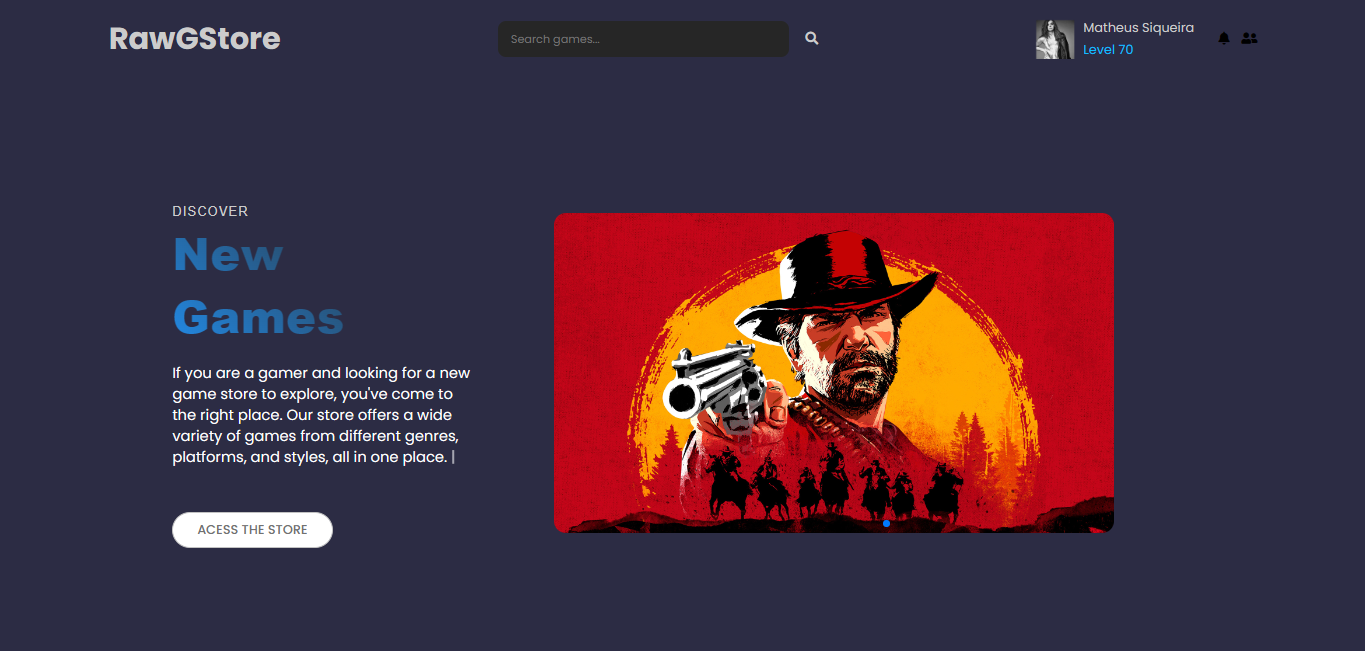 RawGStore
Search games...
Matheus Siqueira
Level 70
DISCOVER
New
Games
If you are a gamer and looking for a new
game store to explore, you've come to
the right place. Our store offers a wide
variety of games from different genres,
platforms, and styles, all in one place. |
ACESS THE STORE